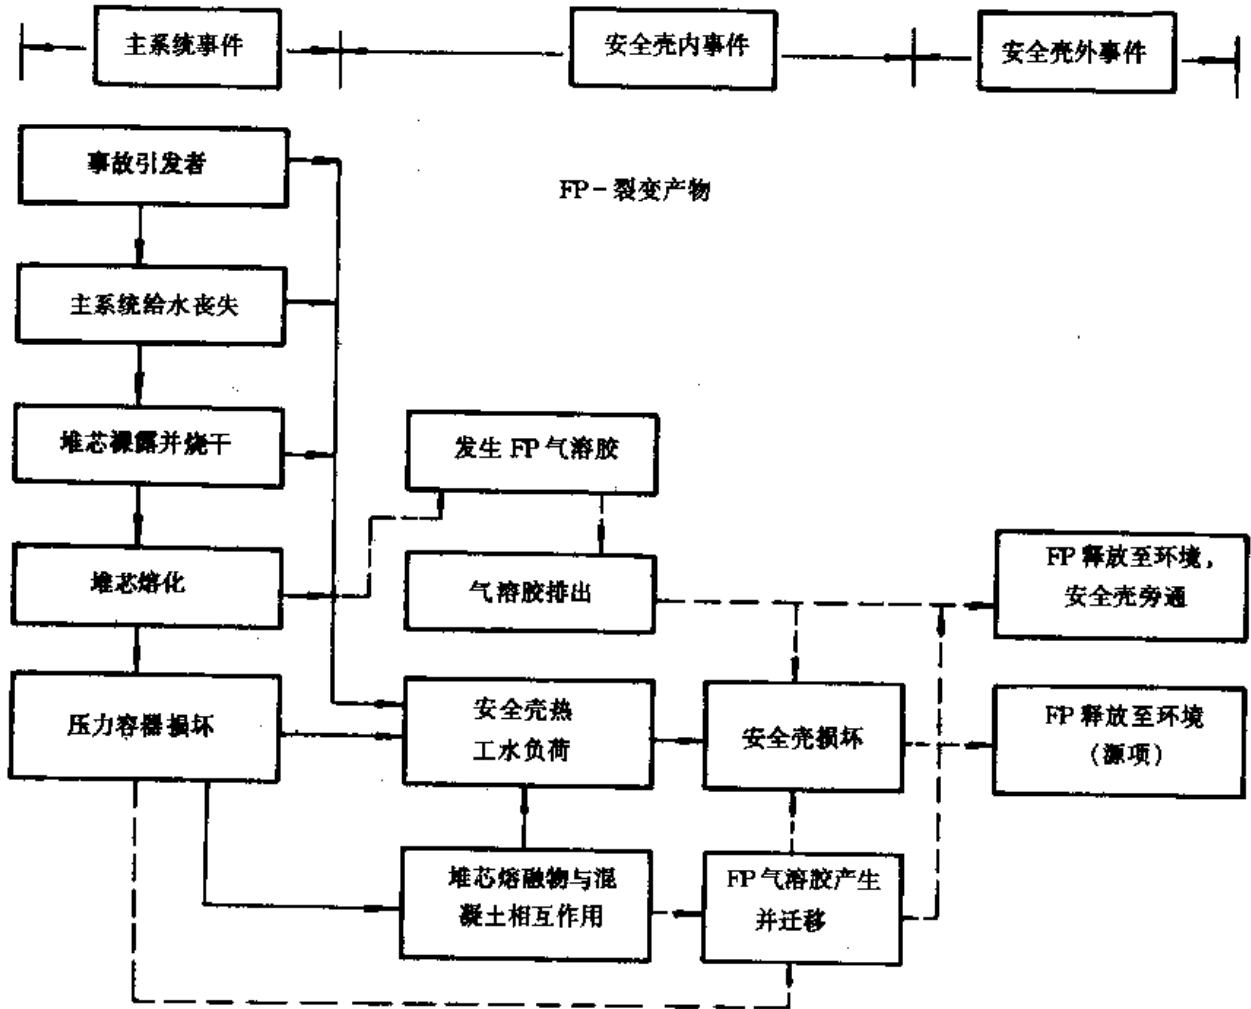 主系统事件
安全壳内事件
安全壳外事件
事故引发者
FP-裂变产物
主系统给水丧失
堆芯裸露并烧干
发生 FP 气溶胶
堆芯熔化
气溶胶排出
FP 释放至环境，
安全壳旁通
压力容器损坏
安全壳热
工水负荷
安全壳损坏
FP 释放至环境
（源项）
堆芯熔融物与混
凝土相互作用
FP 气溶胶产生
并迁移